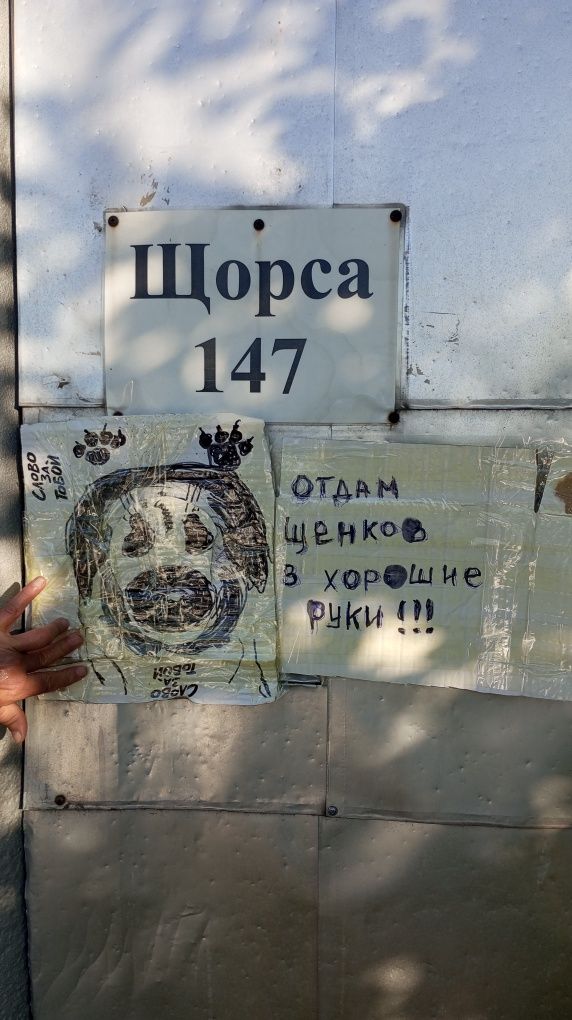 Щорса
147
СЛОВО
ЗА
ТОБОЙ
ОТДАМ
ЩЕНКОВ
В ХОРОШИЕ
РУКИ !!!
СЛОВО
ЗА
ТОБОЙ